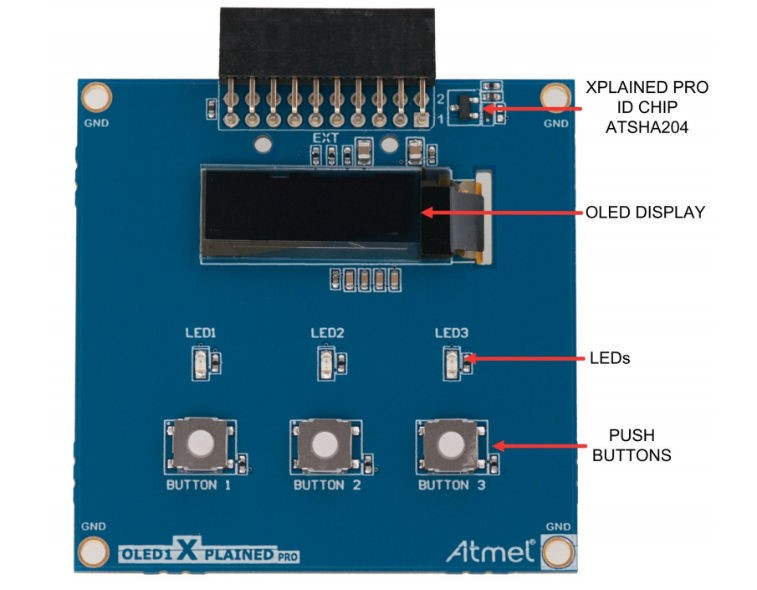 XPLAINED PRO
ID CHIP
ATSHA204
GND
GND
2
1
EXT
OLED DISPLAY
LED1
LED2
LED3
LEDs
PUSH
BUTTONS
BUTTON 1
BUTTON 2
BUTTON 3
GND
GND
OLED1 XPLAINED PRO
Atmel®